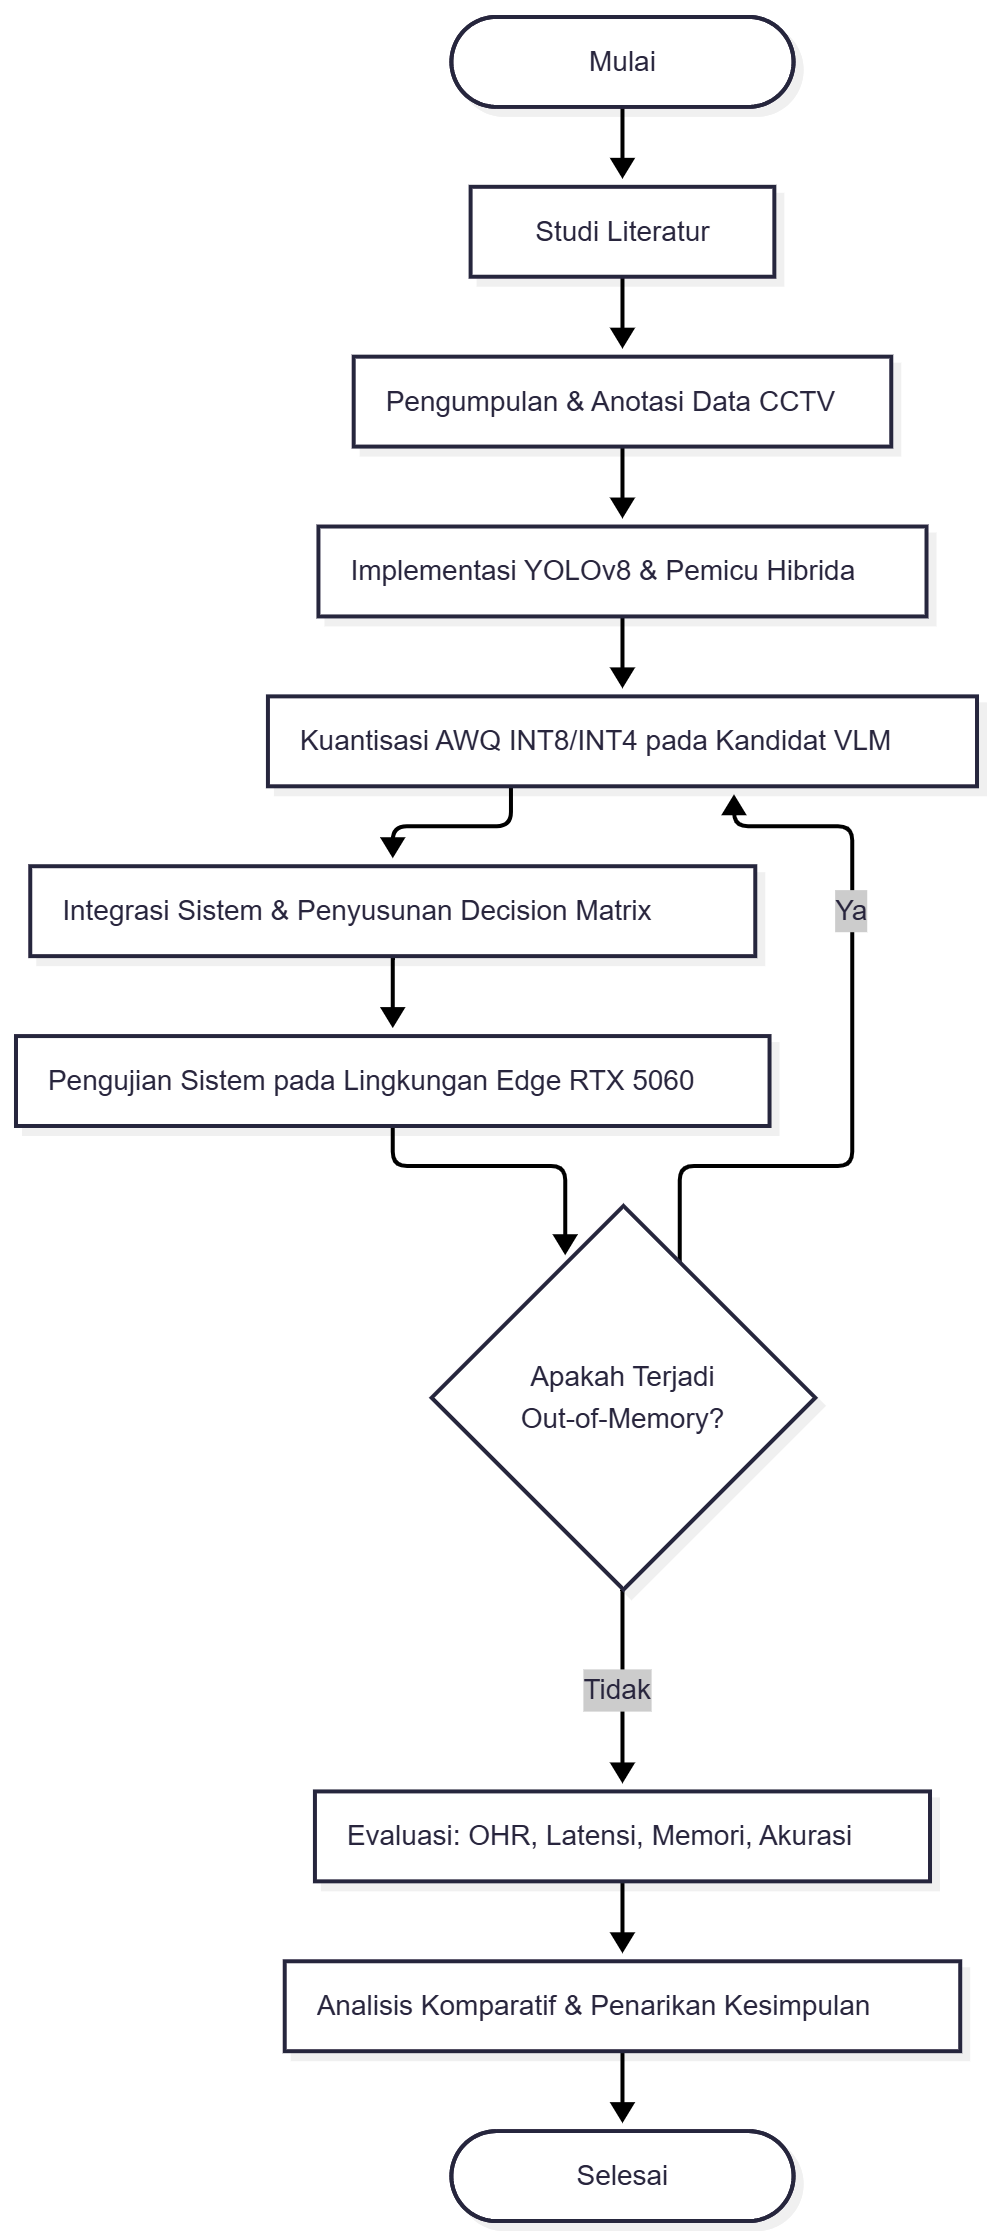 Mulai
Studi Literatur
Pengumpulan & Anotasi Data CCTV
Implementasi YOLOv8 & Pemicu Hibrida
Kuantisasi AWQ INT8/INT4 pada Kandidat VLM
Integrasi Sistem & Penyusunan Decision Matrix
Ya
Pengujian Sistem pada Lingkungan Edge RTX 5060
Apakah Terjadi
Out-of-Memory?
Tidak
Evaluasi: OHR, Latensi, Memori, Akurasi
Analisis Komparatif & Penarikan Kesimpulan
Selesai